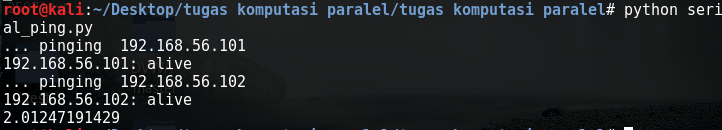 root@kali:~/Desktop/tugas komputasi paralel/tugas komputasi paralel# python seri
al_ping.py
... pinging  192.168.56.101
192.168.56.101: alive
... pinging  192.168.56.102
192.168.56.102: alive
2.01247191429